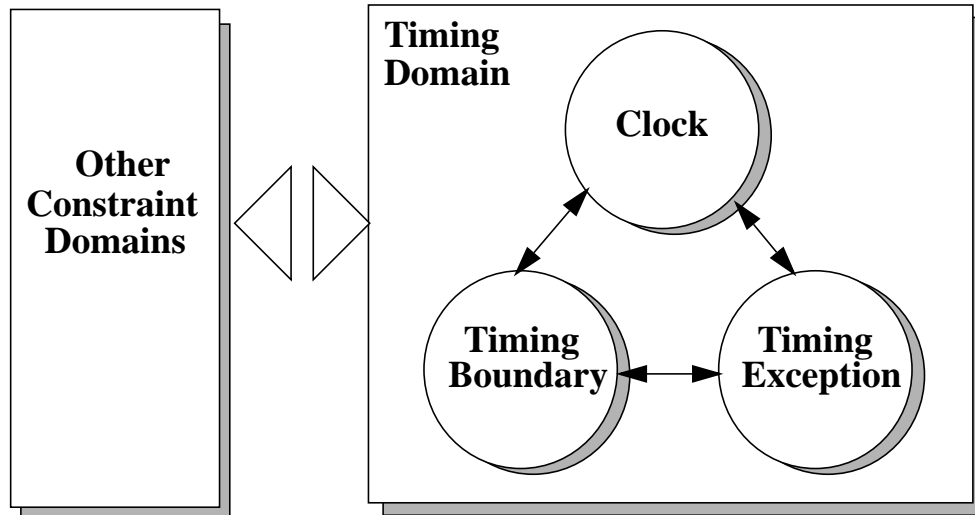 Other
Constraint
Domains
Timing
Domain
Clock
Timing
Boundary
Timing
Exception